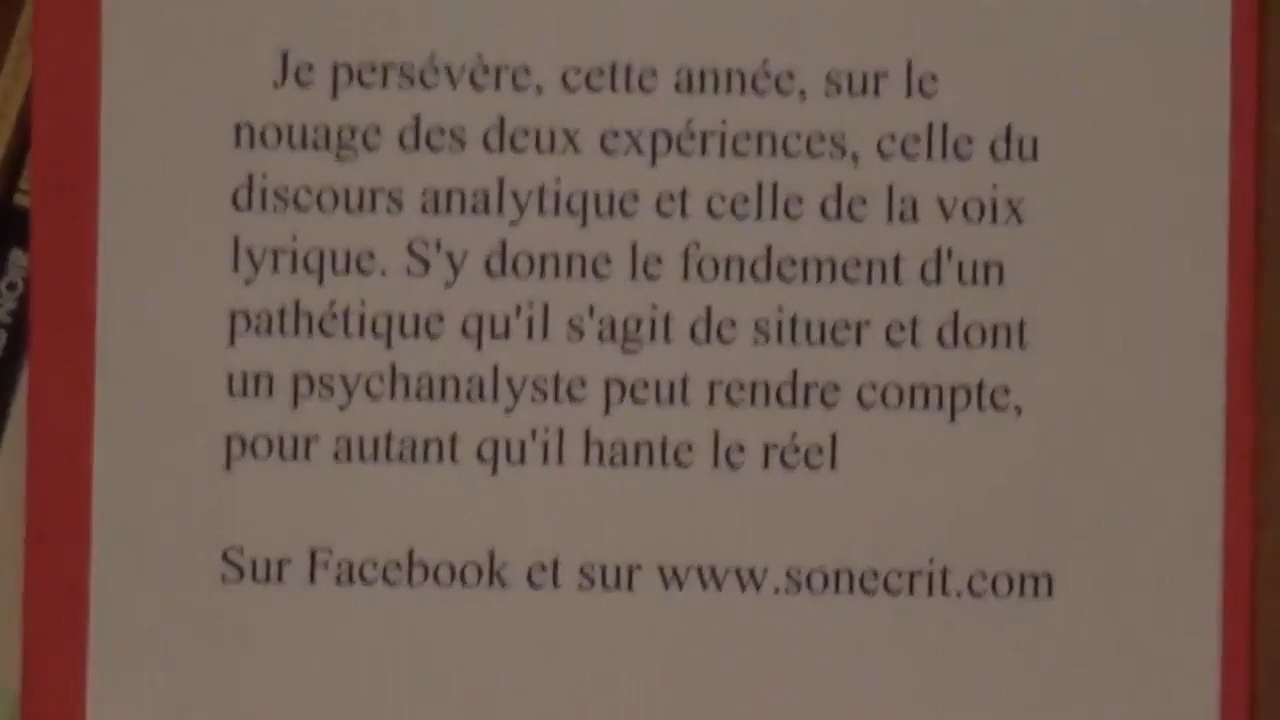 Je persévère, cette année, sur le
nouage des deux expériences, celle du
discours analytique et celle de la voix
lyrique. S'y donne le fondement d'un
pathétique qu'il s'agit de situer et dont
un psychanalyste peut rendre compte,
pour autant qu'il hante le réel
Sur Facebook et sur www.sonecrit.com